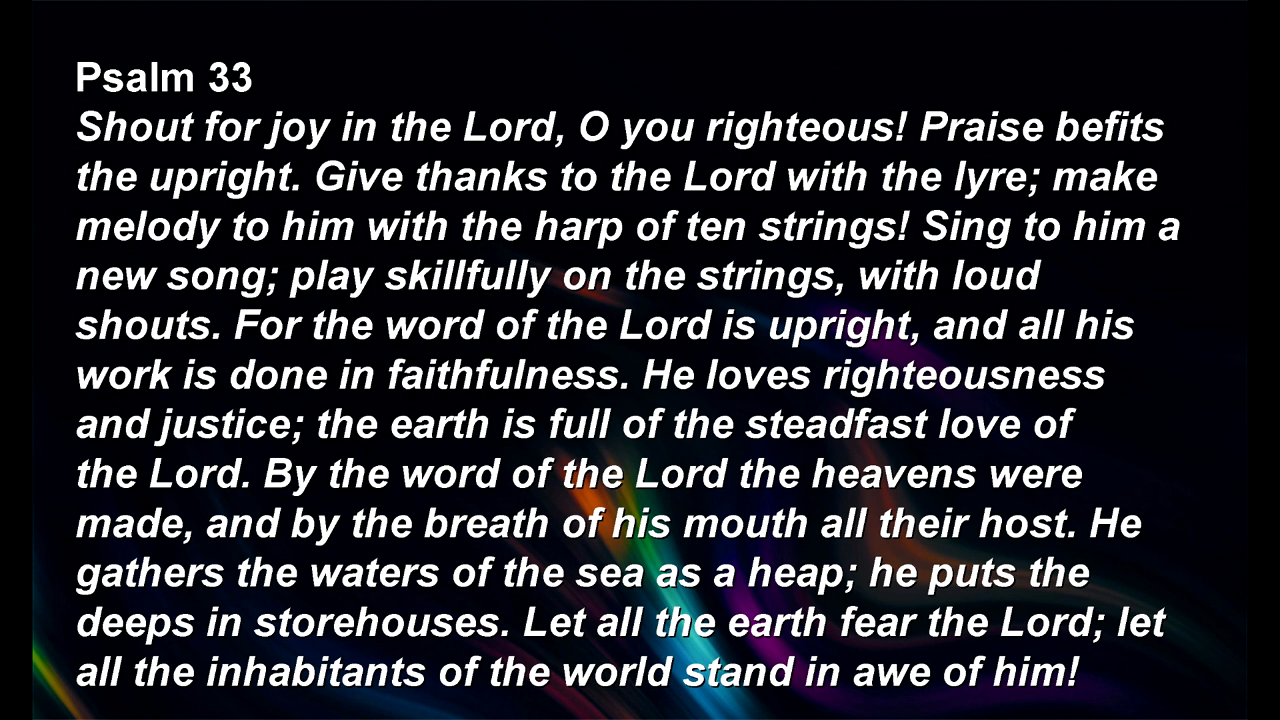 Psalm 33
Shout for joy in the Lord, O you righteous! Praise befits
the upright. Give thanks to the Lord with the lyre; make
melody to him with the harp of ten strings! Sing to him a
new song; play skillfully on the strings, with loud
shouts. For the word of the Lord is upright, and all his
work is done in faithfulness. He loves righteousness
and justice; the earth is full of the steadfast love of
the Lord. By the word of the Lord the heavens were
made, and by the breath of his mouth all their host. He
gathers the waters of the sea as a heap; he puts the
deeps in storehouses. Let all the earth fear the Lord; let
all the inhabitants of the world stand in awe of him!